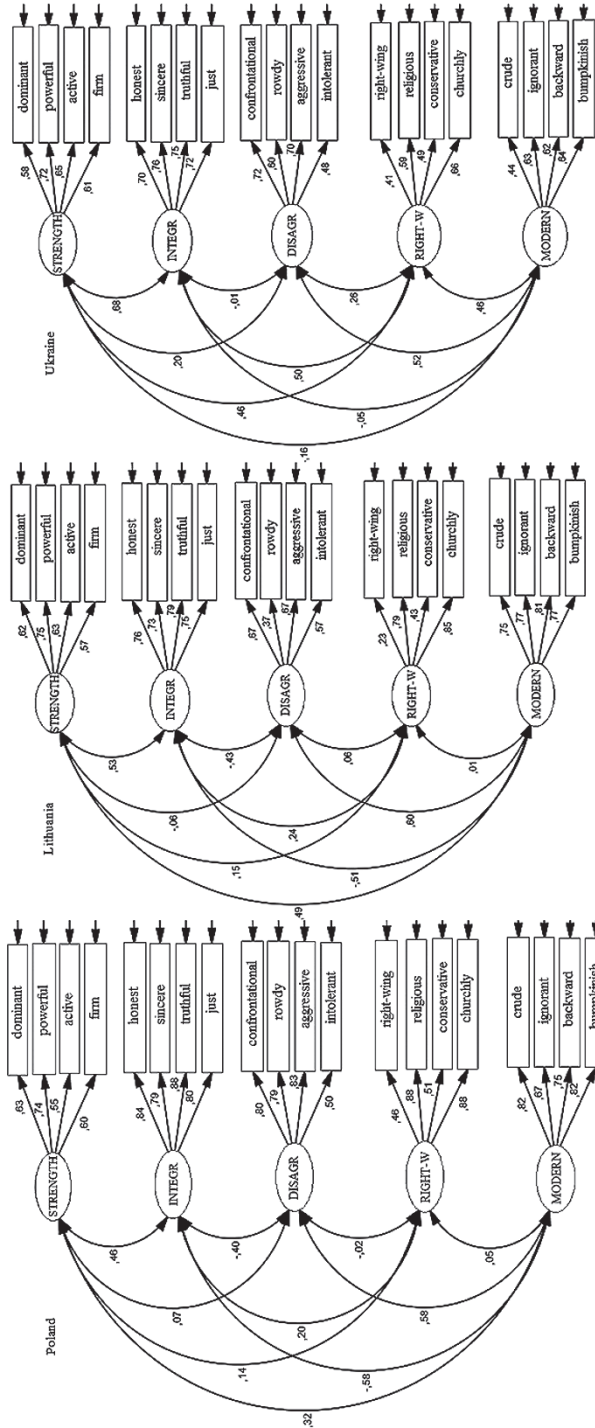 Poland
STRENGTH
dominant
powerful
active
firm
,63
,74
,55
,60
INTEGR
honest
sincere
truthful
just
,84
,79
,88
,80
DISAGR
confrontational
rowdy
aggressive
intolerant
,80
,79
,83
,50
RIGHT-W
right-wing
religious
conservative
churchly
,46
,88
,51
,88
MODERN
crude
ignorant
backward
bumpkinish
,82
,67
,75
,82
,46
-,40
-,02
,05
,07
,20
,58
,14
-,58
,32
Lithuania
STRENGTH
dominant
powerful
active
firm
,62
,75
,63
,57
INTEGR
honest
sincere
truthful
just
,76
,73
,79
,75
DISAGR
confrontational
rowdy
aggressive
intolerant
,67
,37
,67
,57
RIGHT-W
right-wing
religious
conservative
churchly
,23
,79
,43
,85
MODERN
crude
ignorant
backward
bumpkinish
,75
,77
,81
,77
,53
-,43
,06
,01
-,06
,24
,60
,15
-,51
,49
Ukraine
STRENGTH
dominant
powerful
active
firm
,58
,72
,65
,61
INTEGR
honest
sincere
truthful
just
,70
,76
,75
,72
DISAGR
confrontational
rowdy
aggressive
intolerant
,72
,60
,70
,48
RIGHT-W
right-wing
religious
conservative
churchly
,41
,59
,49
,66
MODERN
crude
ignorant
backward
bumpkinish
,44
,63
,62
,64
,68
-,01
,26
,46
,20
,50
,52
,46
-,05
-,16